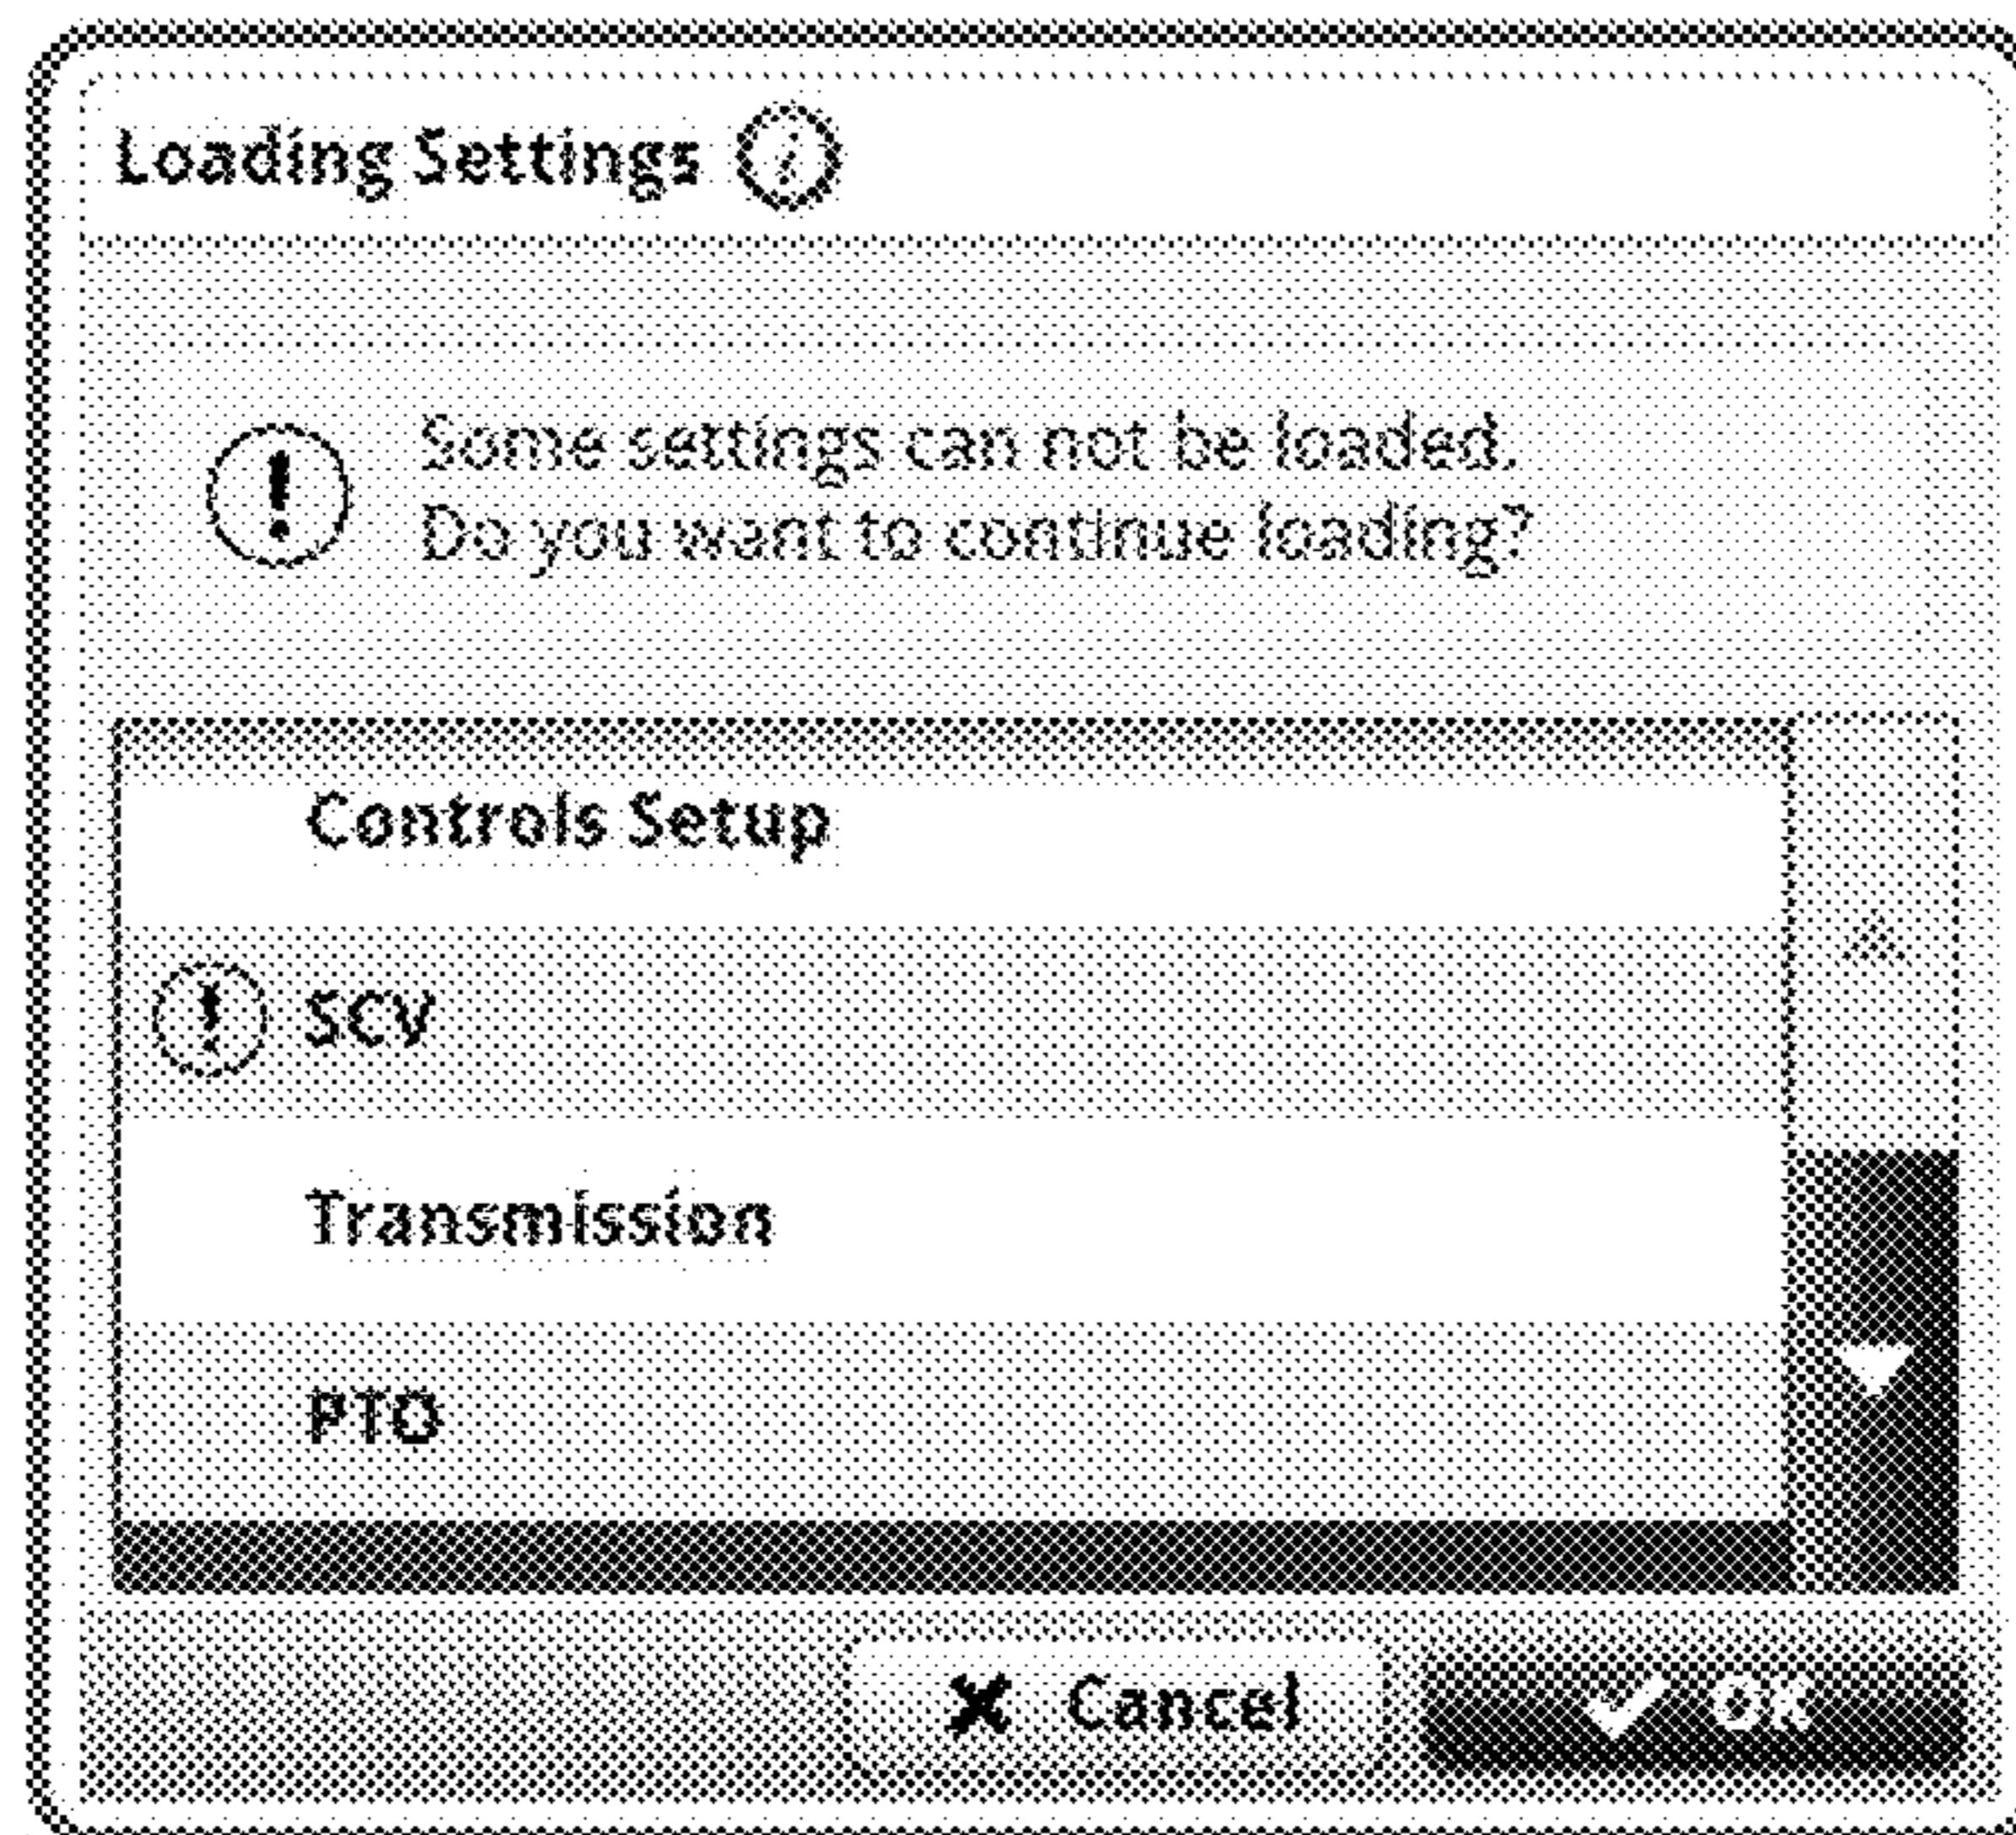 Loading Settings
Some settings can not be loaded.
Do you want to continue loading?
Controls Setup
SCV
Transmission
PTO
Cancel
OK